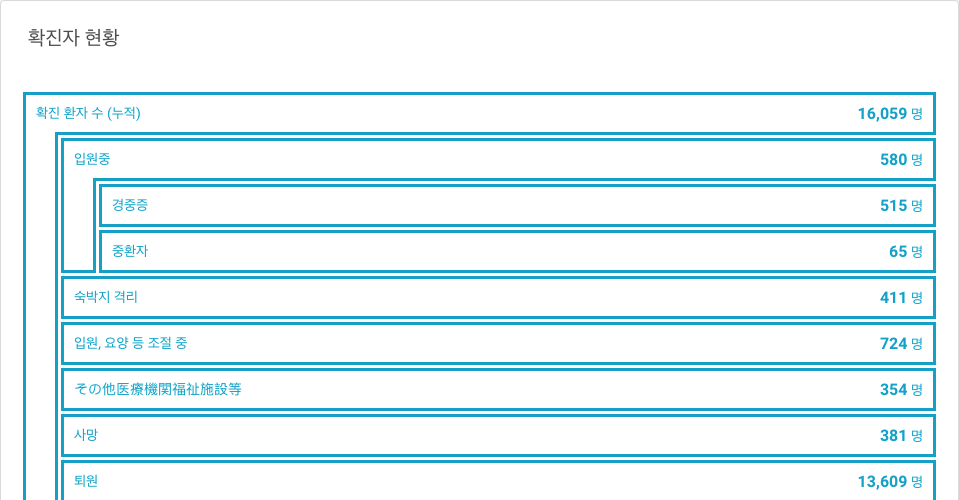 확진자 현황
확진 환자 수 (누적) 16,059 명
입원중 580 명
경중증 515 명
중환자 65 명
숙박지 격리 411 명
입원, 요양 등 조절 중 724 명
その他医療機関福祉施設等 354 명
사망 381 명
퇴원 13,609 명